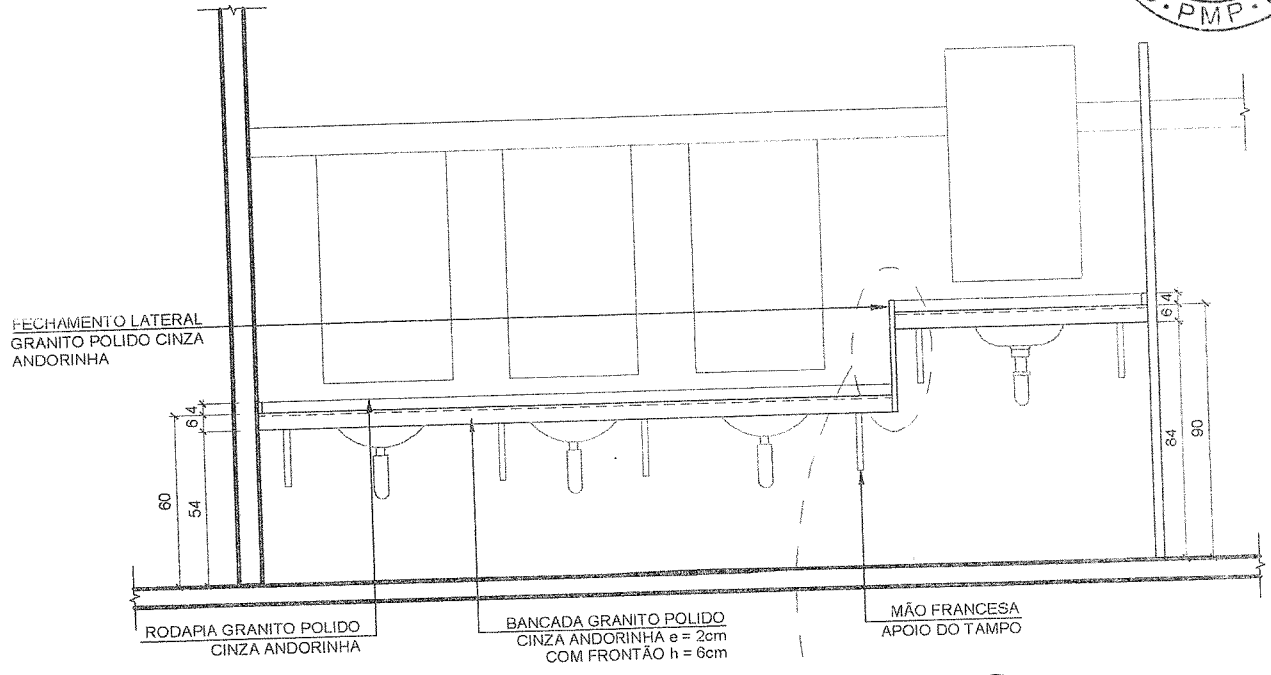 · PMP ·
FECHAMENTO LATERAL
GRANITO POLIDO CINZA
ANDORINHA
4
6
4
6
60
54
84
90
RODAPIA GRANITO POLIDO
CINZA ANDORINHA
BANCADA GRANITO POLIDO
CINZA ANDORINHA e = 2cm
COM FRONTÃO h = 6cm
MÃO FRANCESA
APOIO DO TAMPO